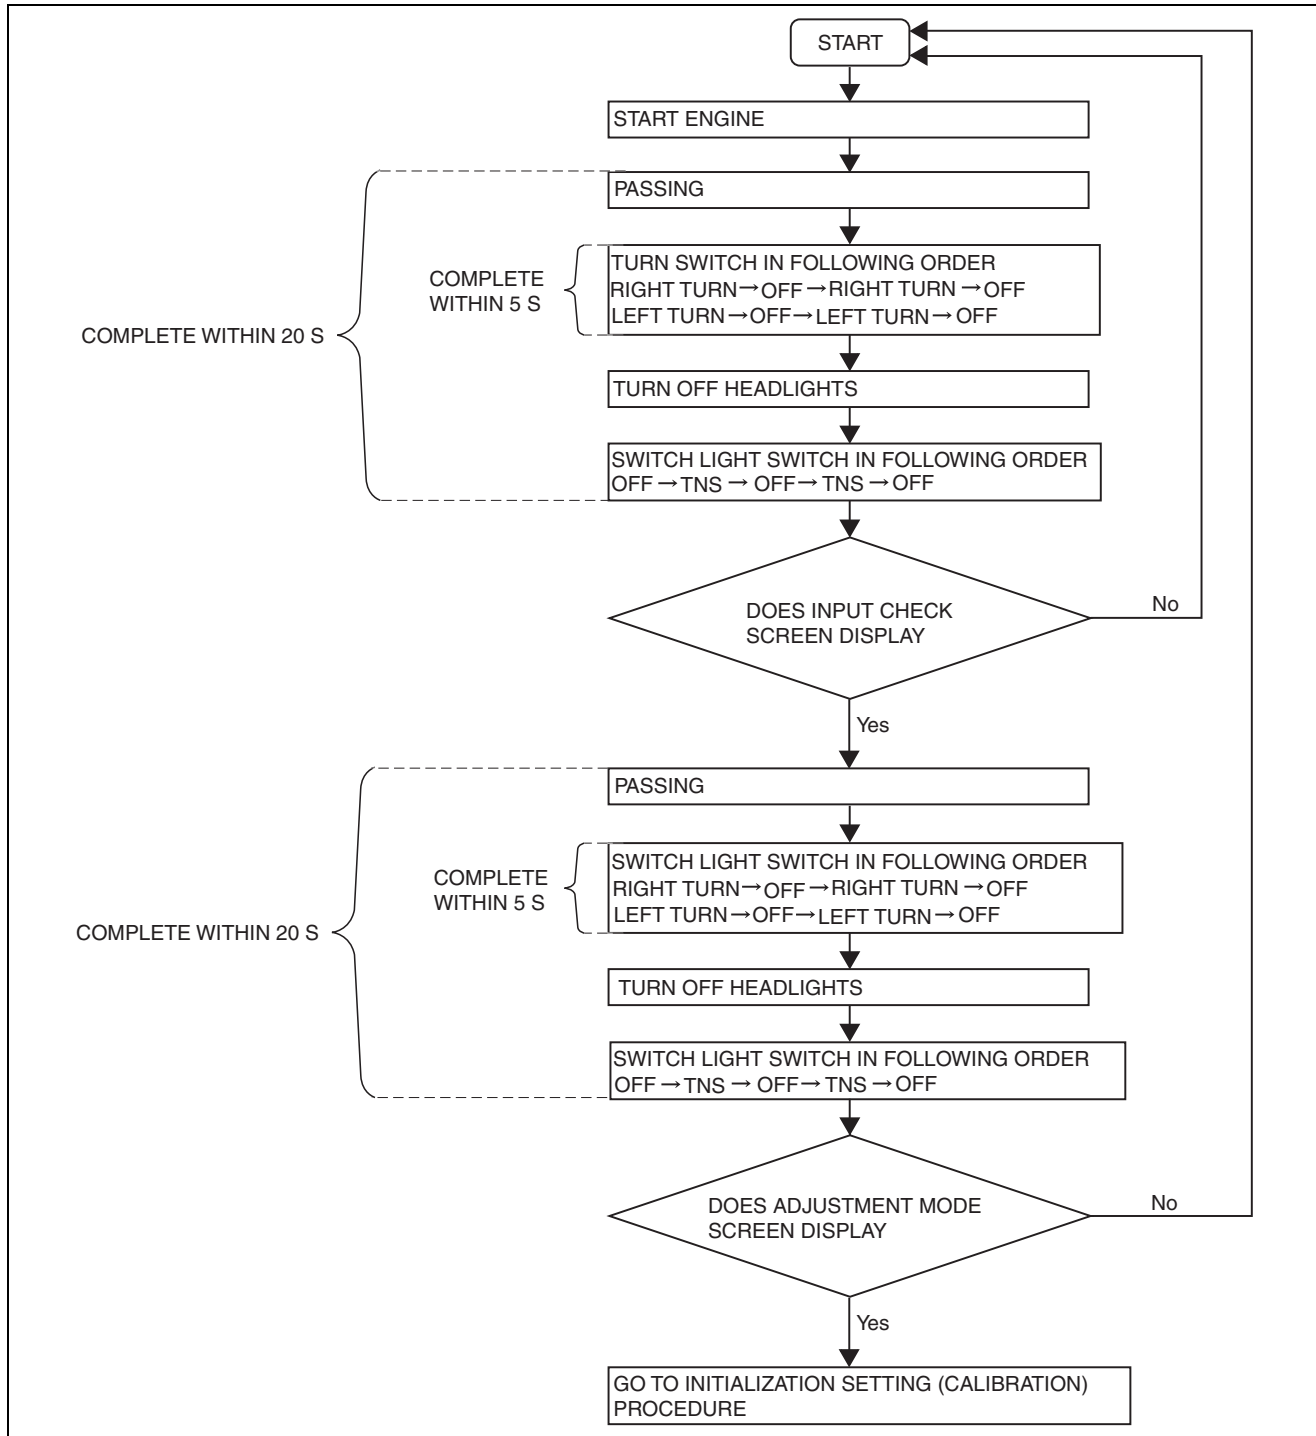 START
START ENGINE
PASSING
COMPLETE
WITHIN 5 S
TURN SWITCH IN FOLLOWING ORDER
RIGHT TURN→OFF→RIGHT TURN→OFF
LEFT TURN→OFF→LEFT TURN→OFF
COMPLETE WITHIN 20 S
TURN OFF HEADLIGHTS
SWITCH LIGHT SWITCH IN FOLLOWING ORDER
OFF→TNS→OFF→TNS→OFF
DOES INPUT CHECK
SCREEN DISPLAY
No
Yes
PASSING
COMPLETE
WITHIN 5 S
SWITCH LIGHT SWITCH IN FOLLOWING ORDER
RIGHT TURN→OFF→RIGHT TURN→OFF
LEFT TURN→OFF→LEFT TURN→OFF
COMPLETE WITHIN 20 S
TURN OFF HEADLIGHTS
SWITCH LIGHT SWITCH IN FOLLOWING ORDER
OFF→TNS→OFF→TNS→OFF
DOES ADJUSTMENT MODE
SCREEN DISPLAY
No
Yes
GO TO INITIALIZATION SETTING (CALIBRATION)
PROCEDURE